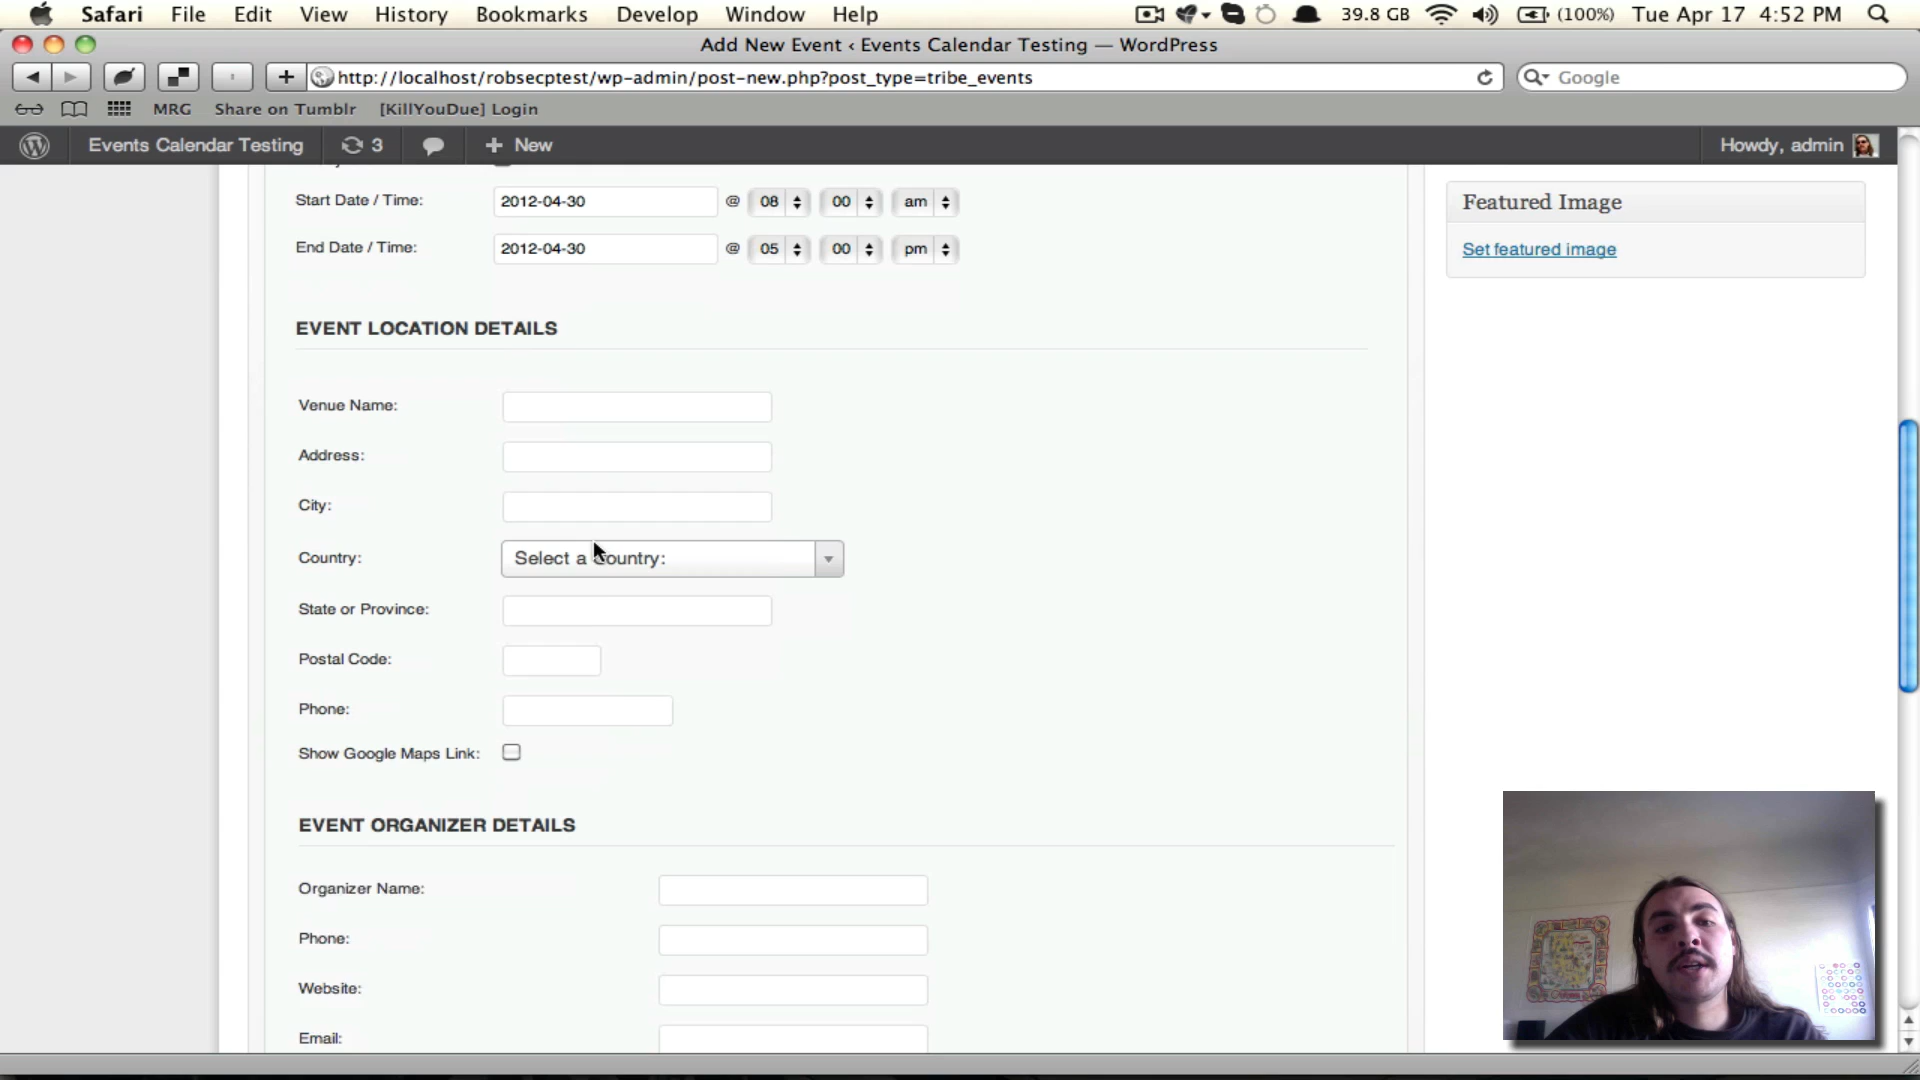 Safari File Edit View History Bookmarks Develop Window Help 39.8 GB (100%) Tue Apr 17 4:52 PM
Add New Event ‹ Events Calendar Testing — WordPress
http://localhost/robsecptest/wp-admin/post-new.php?post_type=tribe_events Google
MRG Share on Tumblr [KillYouDue] Login
Events Calendar Testing 3 + New Howdy, admin
Start Date / Time: 2012-04-30 @ 08 00 am
End Date / Time: 2012-04-30 @ 05 00 pm
Featured Image
Set featured image
EVENT LOCATION DETAILS
Venue Name:
Address:
City:
Country: Select a Country:
State or Province:
Postal Code:
Phone:
Show Google Maps Link:
EVENT ORGANIZER DETAILS
Organizer Name:
Phone:
Website:
Email: